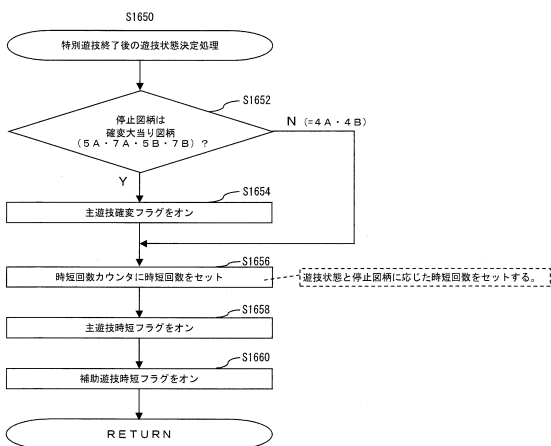 S1650
特別遊技終了後の遊技状態決定処理
S1652
停止図柄は
確変大当り図柄
(5A・7A・5B・7B)?
N (=4A・4B)
Y
S1654
主遊技確変フラグをオン
S1656
時短回数カウンタに時短回数をセット
遊技状態と停止図柄に応じた時短回数をセットする。
S1658
主遊技時短フラグをオン
S1660
補助遊技時短フラグをオン
RETURN